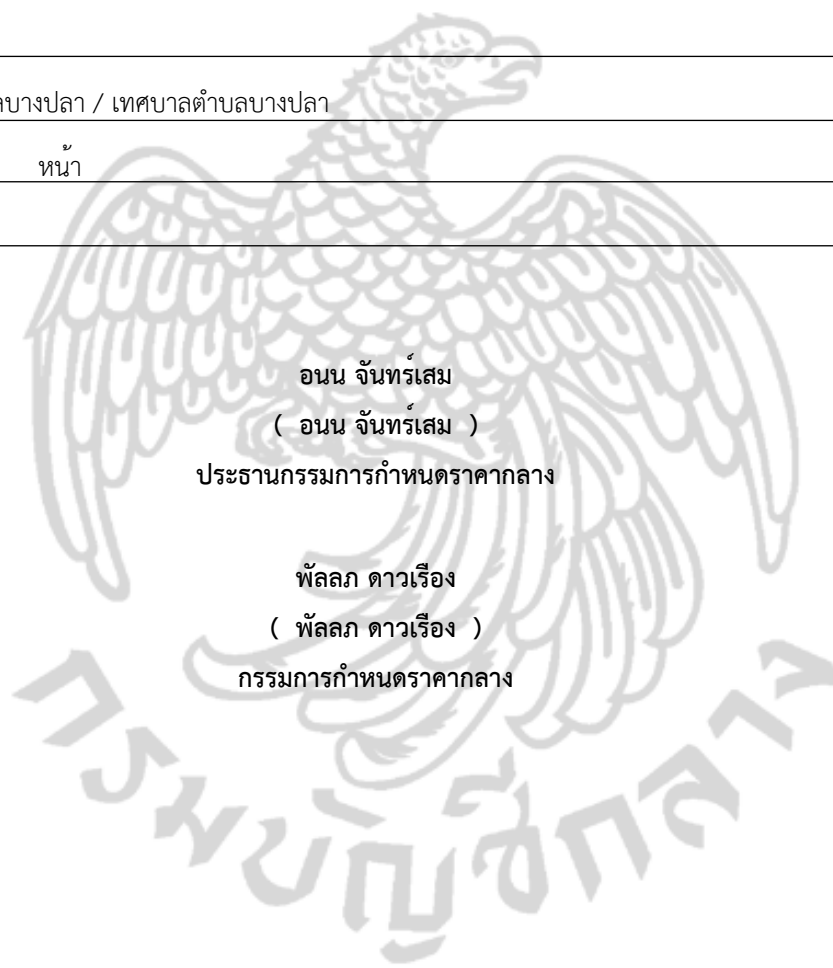 บางปลา / เทศบาลตำบลบางปลา
หน้า
อนน จันทร์เสม
( อนน จันทร์เสม )
ประธานกรรมการกำหนดราคากลาง
พัลลภ ดาวเรือง
( พัลลภ ดาวเรือง )
กรรมการกำหนดราคากลาง
กรมบัญชีกลาง